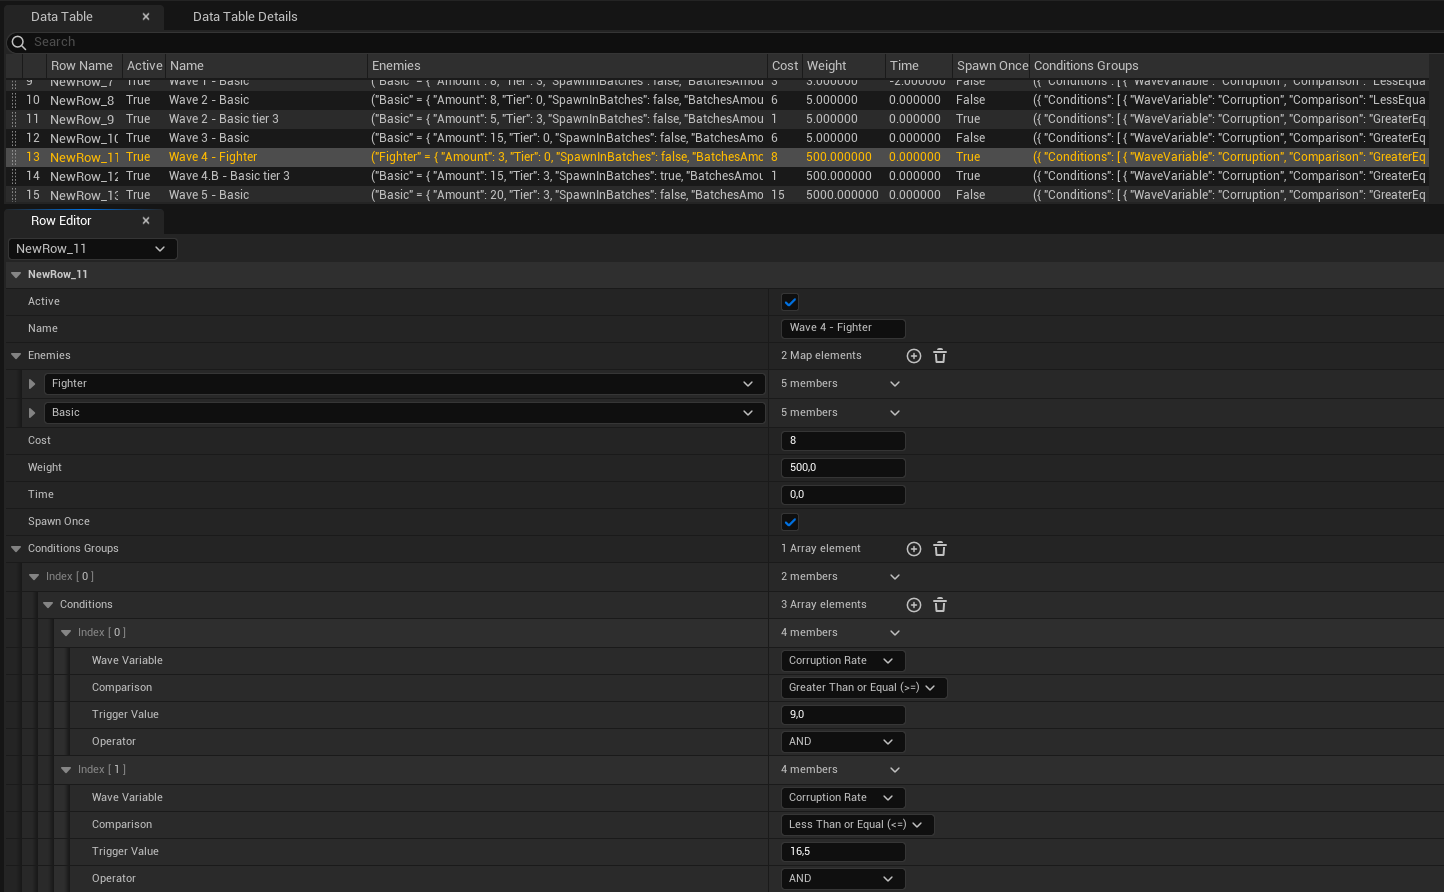 Data Table
Data Table Details
Search
Row Name Active Name Enemies Cost Weight Time Spawn Once Conditions Groups
9 NewRow_7 True Wave 1 - Basic ("Basic" = { "Amount": 8, "Tier": 3, "SpawnInBatches": false, "BatchesAmou 3 3.000000 -2.000000 False ({ "Conditions": [ { "WaveVariable": "Corruption", "Comparison": "LessEqua
10 NewRow_8 True Wave 2 - Basic ("Basic" = { "Amount": 8, "Tier": 0, "SpawnInBatches": false, "BatchesAmou 6 5.000000 0.000000 False ({ "Conditions": [ { "WaveVariable": "Corruption", "Comparison": "LessEqua
11 NewRow_9 True Wave 2 - Basic tier 3 ("Basic" = { "Amount": 5, "Tier": 3, "SpawnInBatches": false, "BatchesAmou 1 5.000000 0.000000 True ({ "Conditions": [ { "WaveVariable": "Corruption", "Comparison": "GreaterEq
12 NewRow_10 True Wave 3 - Basic ("Basic" = { "Amount": 15, "Tier": 0, "SpawnInBatches": false, "BatchesAmo 6 5.000000 0.000000 False ({ "Conditions": [ { "WaveVariable": "Corruption", "Comparison": "GreaterEq
13 NewRow_11 True Wave 4 - Fighter ("Fighter" = { "Amount": 3, "Tier": 0, "SpawnInBatches": false, "BatchesAmo 8 500.000000 0.000000 True ({ "Conditions": [ { "WaveVariable": "Corruption", "Comparison": "GreaterEq
14 NewRow_12 True Wave 4.B - Basic tier 3 ("Basic" = { "Amount": 15, "Tier": 3, "SpawnInBatches": true, "BatchesAmou 1 500.000000 0.000000 True ({ "Conditions": [ { "WaveVariable": "Corruption", "Comparison": "GreaterEq
15 NewRow_13 True Wave 5 - Basic ("Basic" = { "Amount": 20, "Tier": 3, "SpawnInBatches": false, "BatchesAmo 15 5000.000000 0.000000 False ({ "Conditions": [ { "WaveVariable": "Corruption", "Comparison": "GreaterEq
Row Editor
NewRow_11
NewRow_11
Active
Name Wave 4 - Fighter
Enemies 2 Map elements
Fighter 5 members
Basic 5 members
Cost 8
Weight 500,0
Time 0,0
Spawn Once
Conditions Groups 1 Array element
Index [ 0 ] 2 members
Conditions 3 Array elements
Index [ 0 ] 4 members
Wave Variable Corruption Rate
Comparison Greater Than or Equal (>=)
Trigger Value 9,0
Operator AND
Index [ 1 ] 4 members
Wave Variable Corruption Rate
Comparison Less Than or Equal (<=)
Trigger Value 16,5
Operator AND